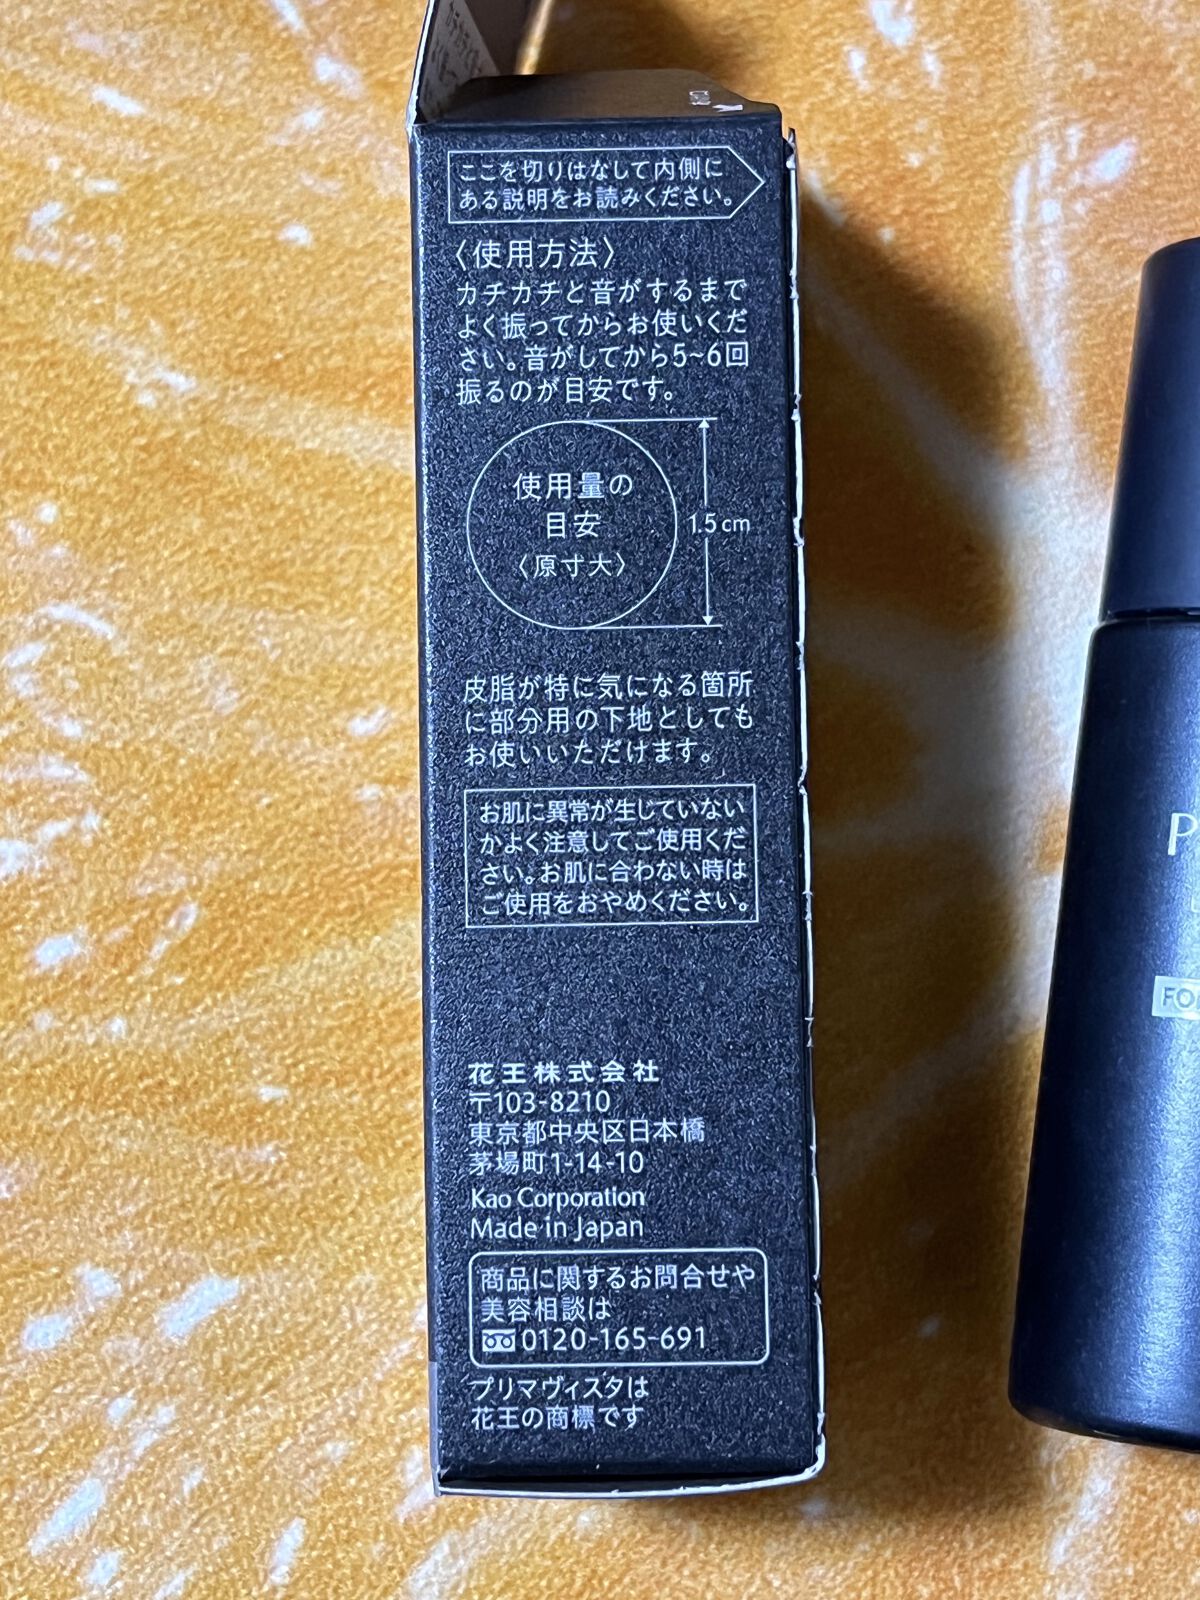 ここを切りはなして内側に
ある説明をお読みください。
〈使用方法〉
カチカチと音がするまで
よく振ってからお使いくだ
さい。音がしてから5~6回
振るのが目安です。
使用量の
目安
〈原寸大〉
1.5cm
皮脂が特に気になる箇所
に部分用の下地としても
お使いいただけます。
お肌に異常が生じていない
かよく注意してご使用くだ
さい。お肌に合わない時は
ご使用をおやめください。
花王株式会社
〒103-8210
東京都中央区日本橋
茅場町1-14-10
Kao Corporation
Made in Japan
商品に関するお問合せや
美容相談は
0120-165-691
プリマヴィスタは
花王の商標です
P
FO